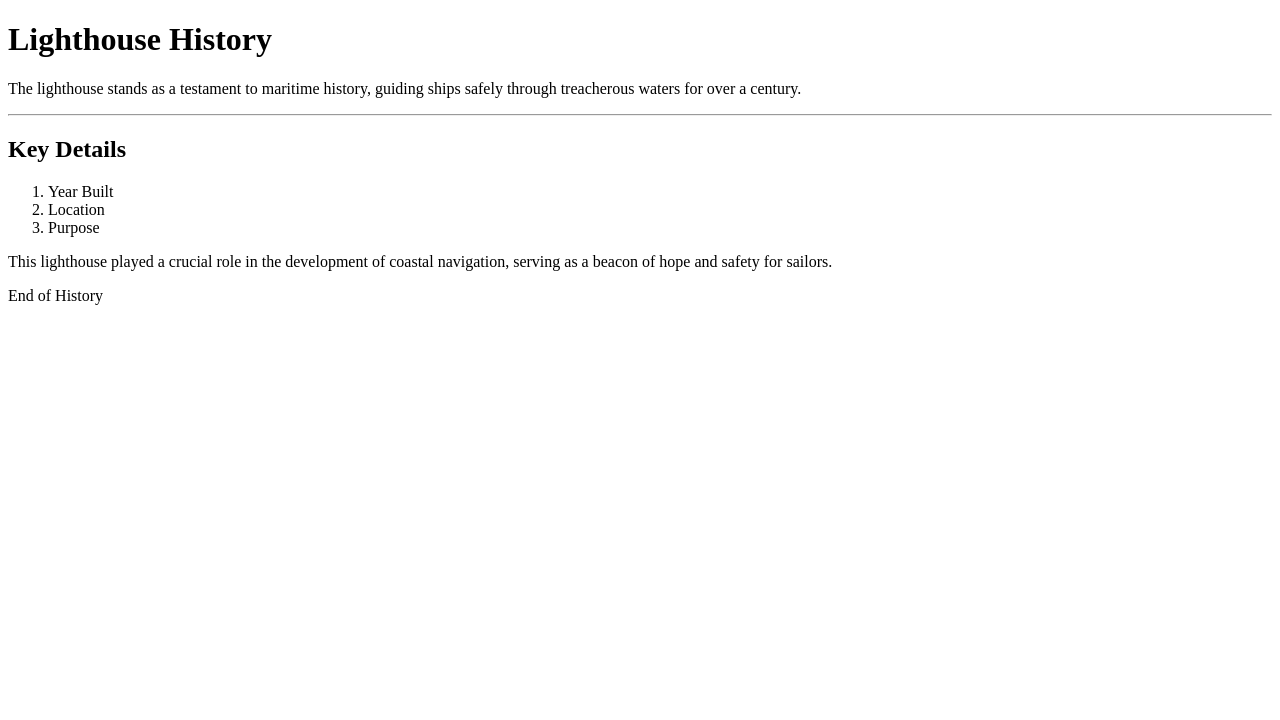 Lighthouse History
The lighthouse stands as a testament to maritime history, guiding ships safely through treacherous waters for over a century.
Key Details
1. Year Built
2. Location
3. Purpose
This lighthouse played a crucial role in the development of coastal navigation, serving as a beacon of hope and safety for sailors.
End of History